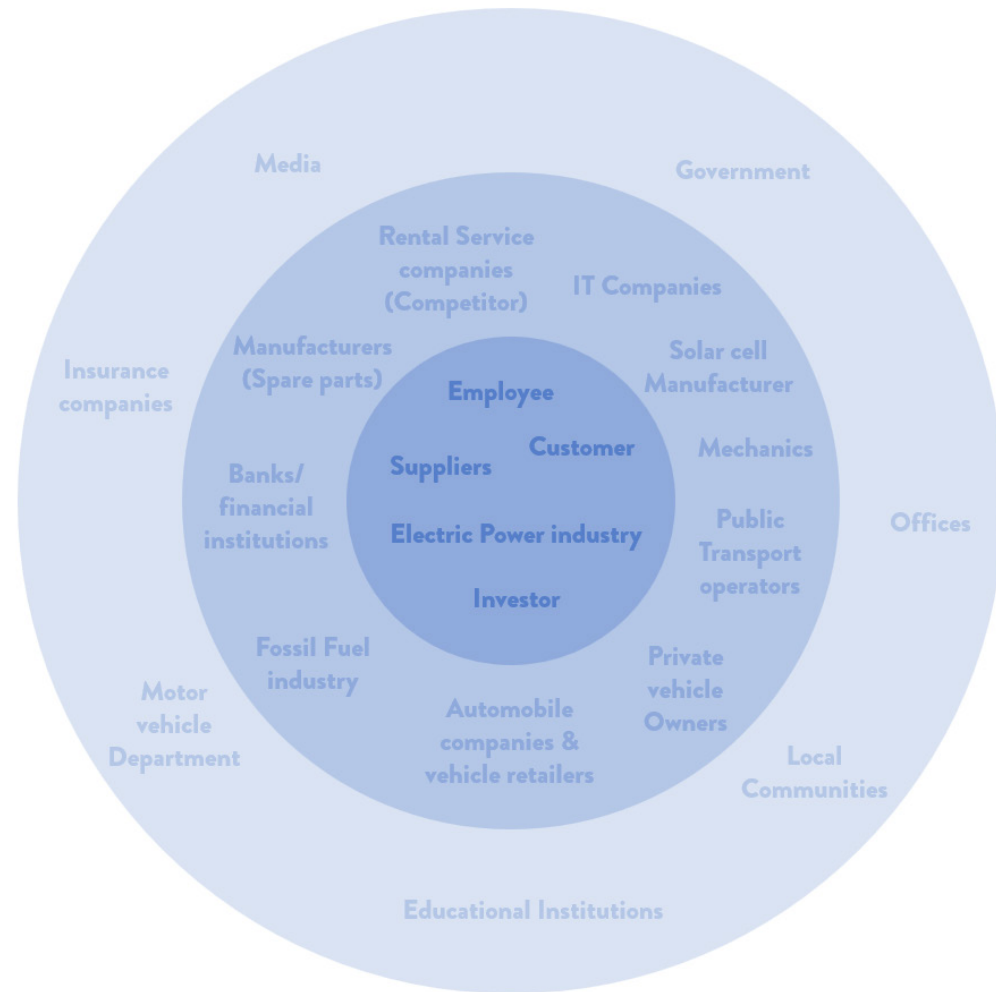 Media
Government
Rental Service
companies
(Competitor)
IT Companies
Manufacturers
(Spare parts)
Solar cell
Manufacturer
Insurance
companies
Employee
Customer
Suppliers
Mechanics
Banks/
financial
institutions
Electric Power industry
Public
Transport
operators
Offices
Investor
Fossil Fuel
industry
Private
vehicle
Owners
Motor
vehicle
Department
Automobile
companies &
vehicle retailers
Local
Communities
Educational Institutions